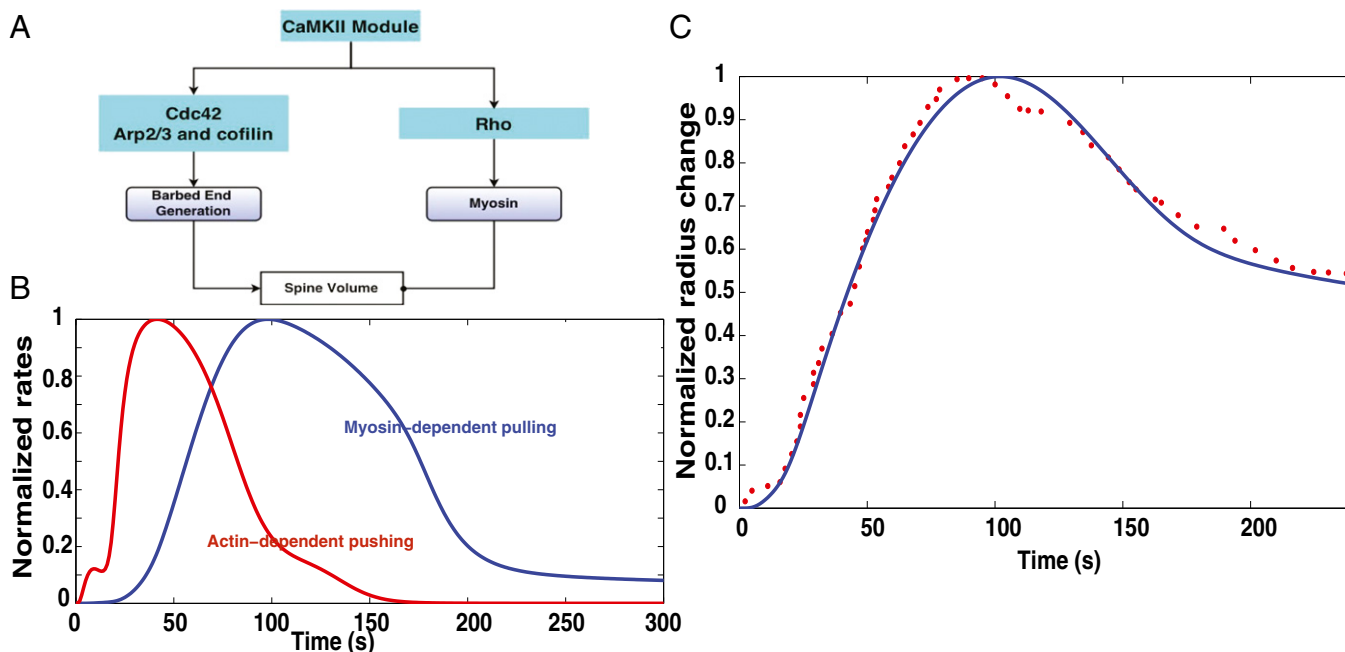 A
CaMKII Module
Cdc42
Arp2/3 and cofilin
Rho
Barbed End
Generation
Myosin
Spine Volume
B
Normalized rates
1
0.8
0.6
0.4
0.2
0
Myosin-dependent pulling
Actin-dependent pushing
0 50 100 150 200 250 300
Time (s)
C
Normalized radius change
1
0.9
0.8
0.7
0.6
0.5
0.4
0.3
0.2
0.1
0
0 50 100 150 200
Time (s)